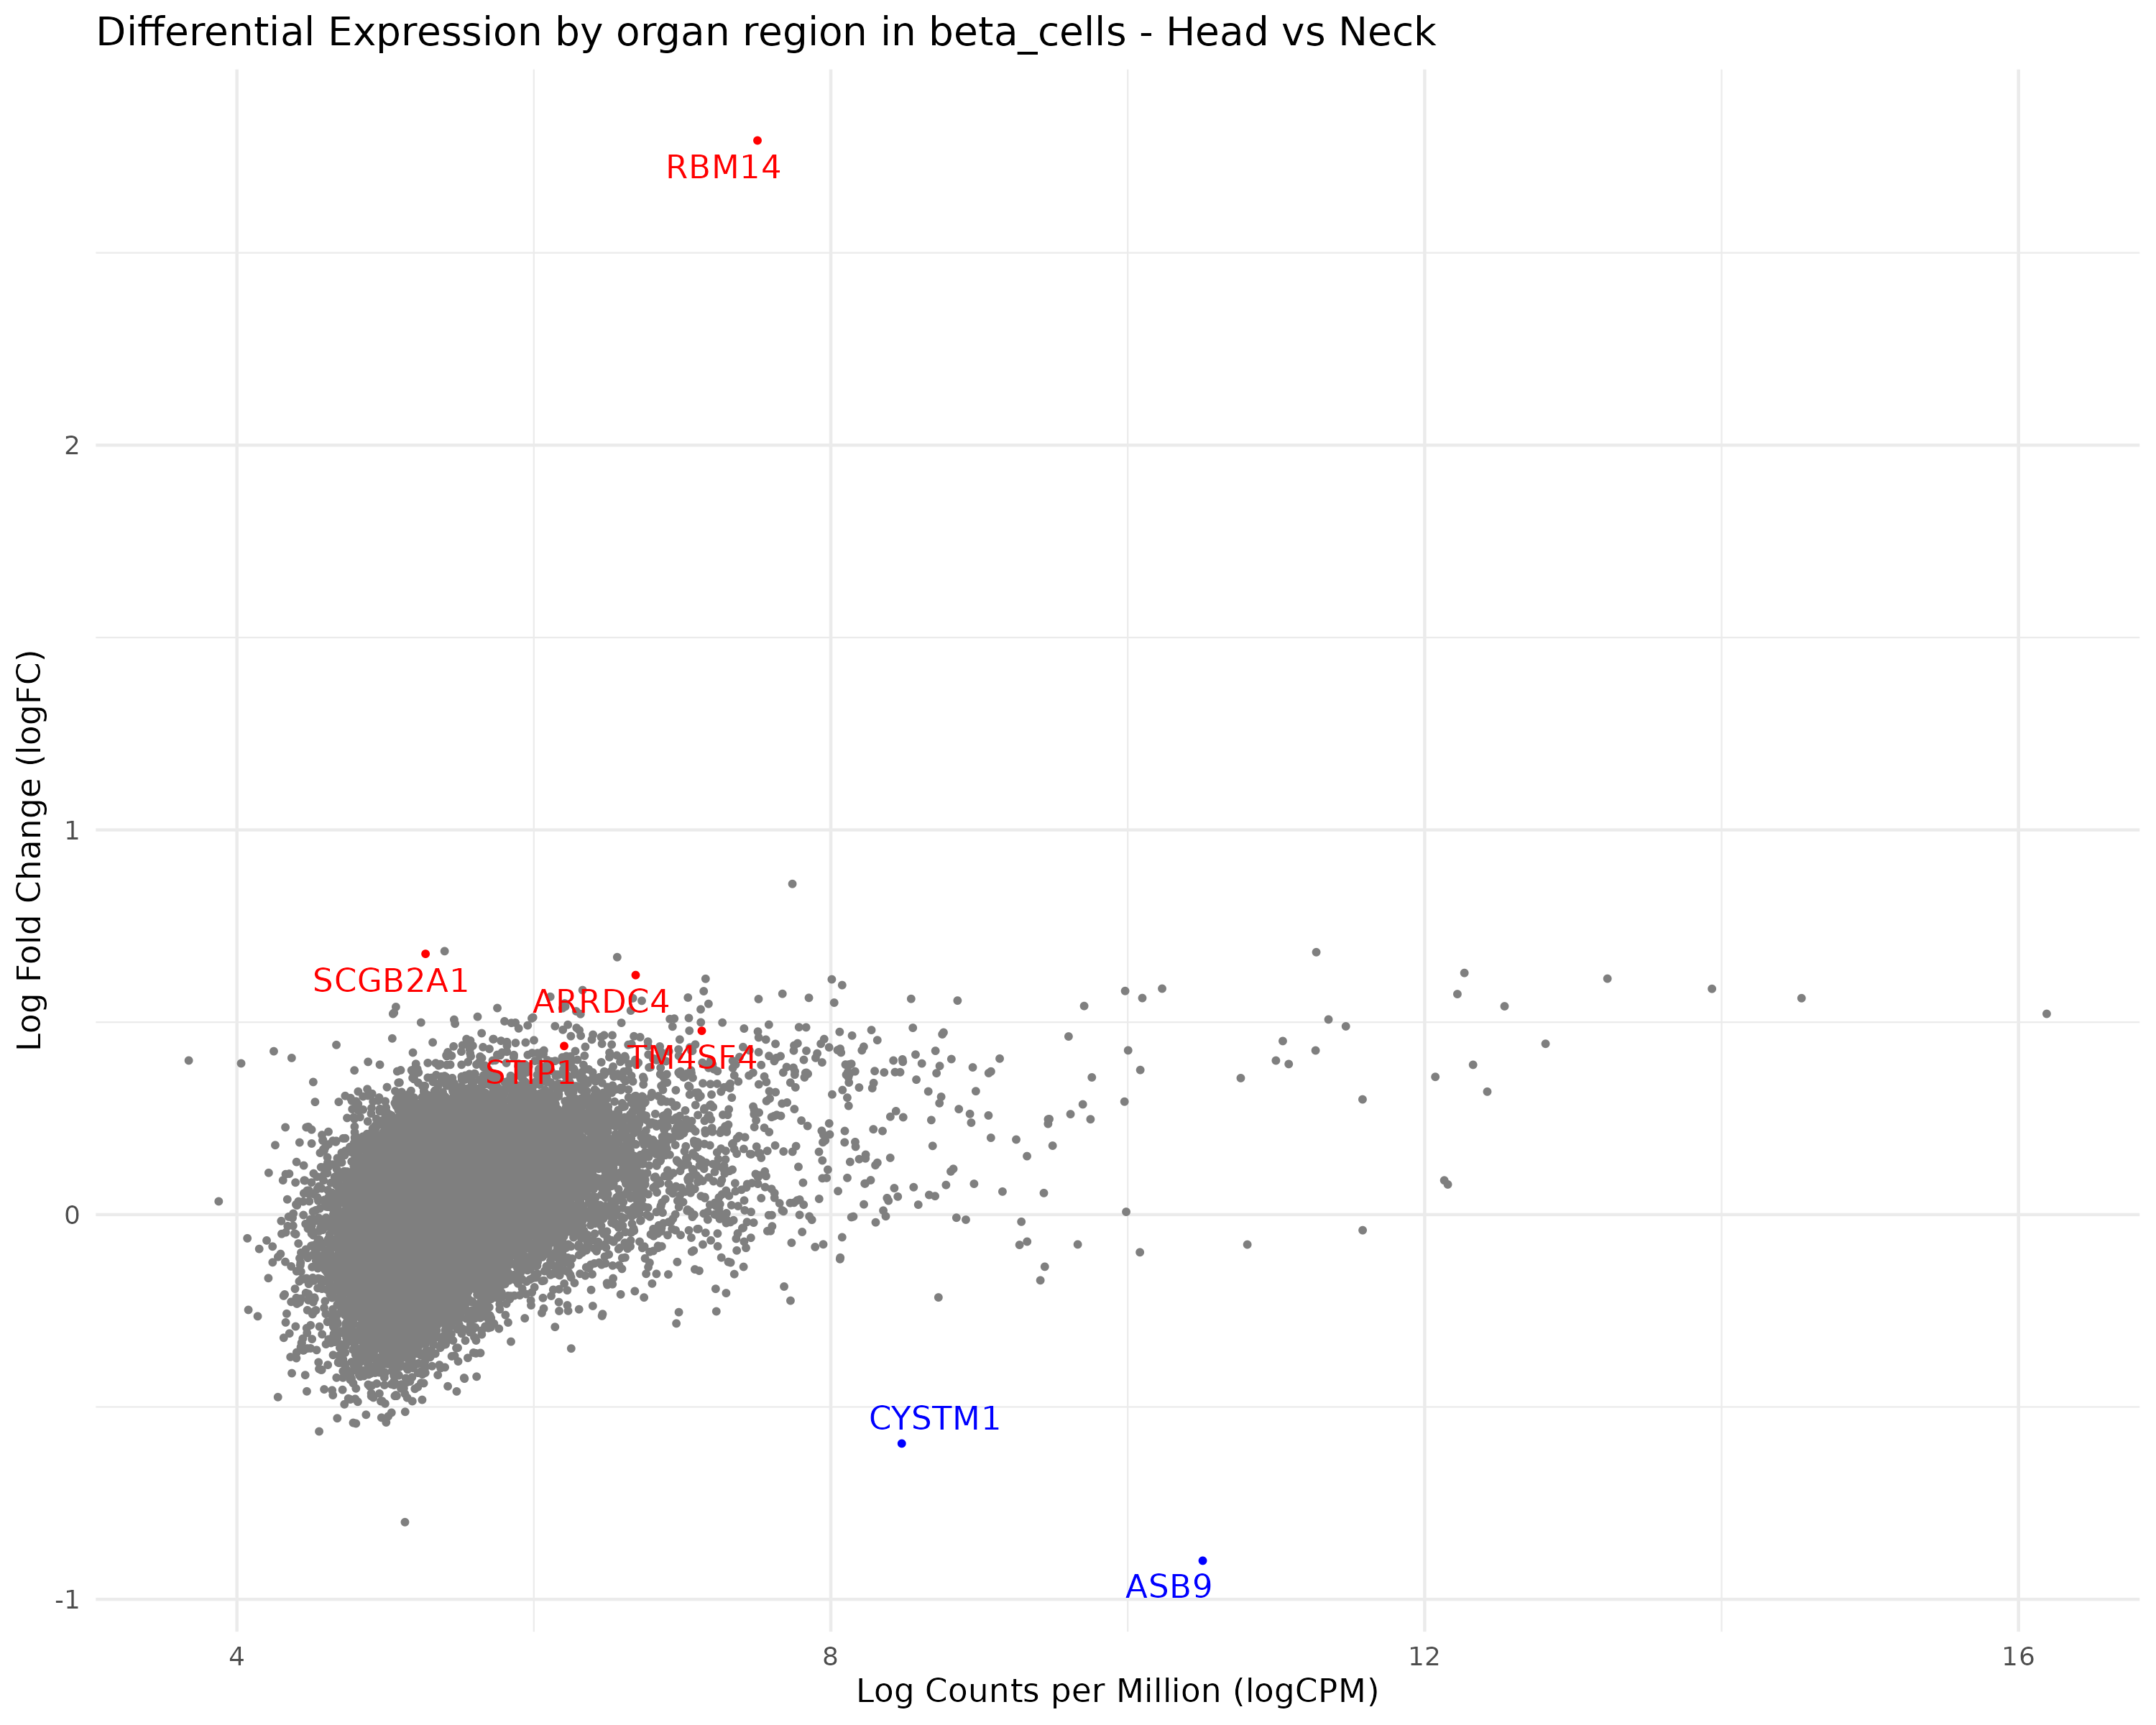 Differential Expression by organ region in beta_cells - Head vs Neck
RBM14
2
Log Fold Change (logFC)
1
SCGB2A1
ARRDC4
TM4SF4
STIP1
0
CYSTM1
ASB9
-1
4
8
12
16
Log Counts per Million (logCPM)